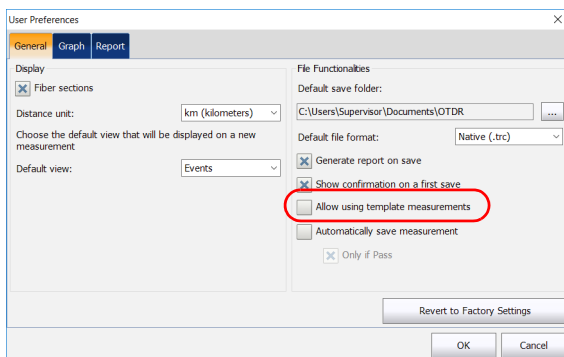 User Preferences
General Graph Report
Display
Fiber sections
Distance unit: km (kilometers)
Choose the default view that will be displayed on a new
measurement
Default view: Events
File Functionalities
Default save folder:
C:\Users\Supervisor\Documents\OTDR ...
Default file format: Native (.trc)
Generate report on save
Show confirmation on a first save
Allow using template measurements
Automatically save measurement
Only if Pass
Revert to Factory Settings
OK Cancel